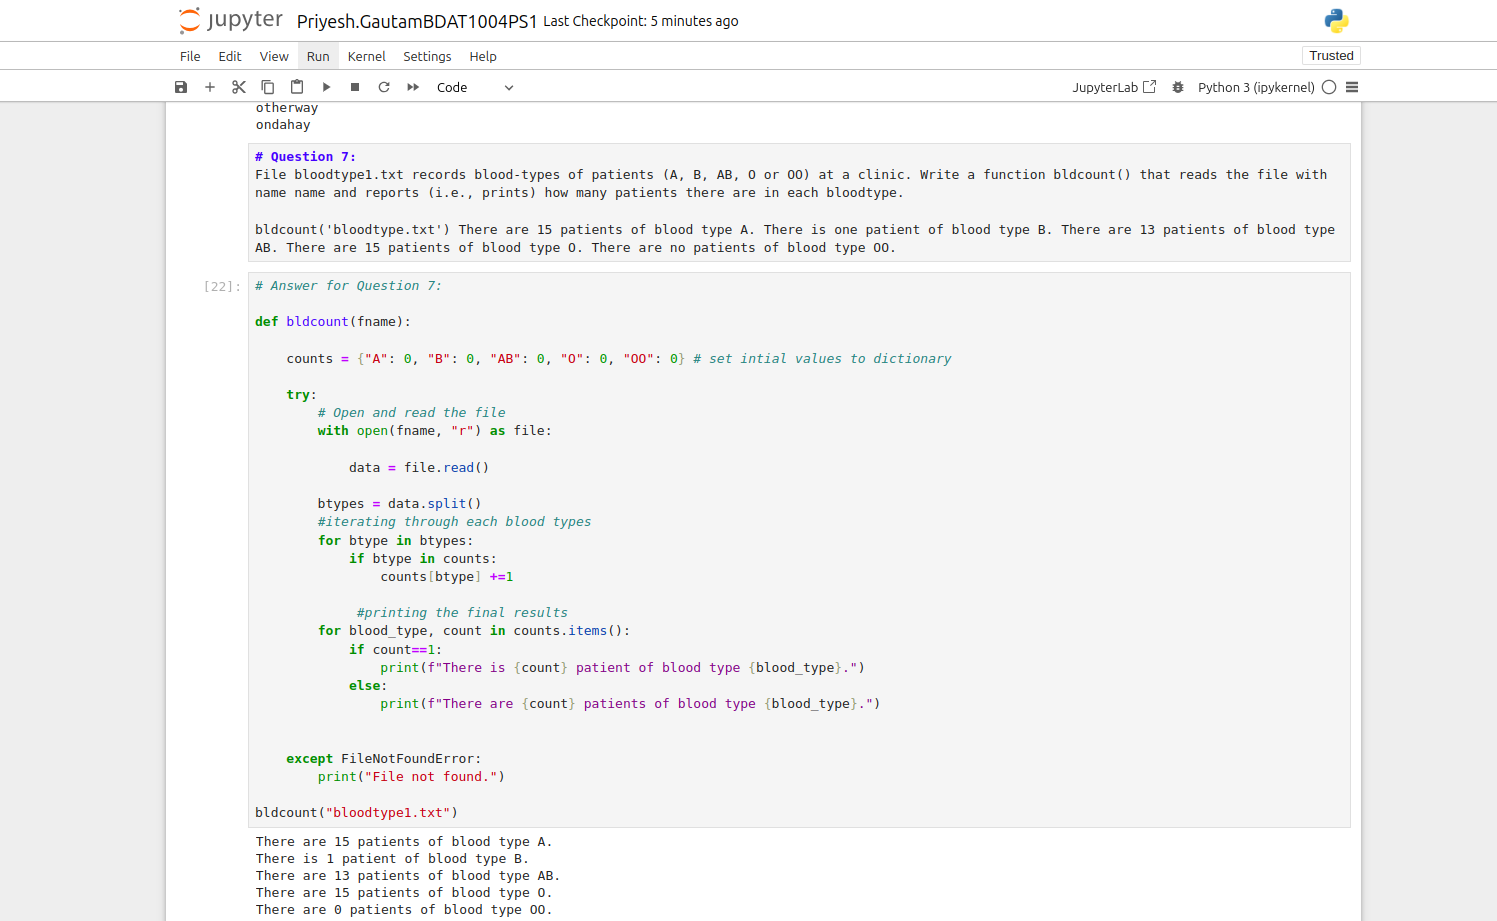 jupyter Priyesh.GautamBDAT1004PS1 Last Checkpoint: 5 minutes ago
File Edit View Run Kernel Settings Help Trusted
Code JupyterLab Python 3 (ipykernel)
otherway
ondahay
# Question 7:
File bloodtype1.txt records blood-types of patients (A, B, AB, O or OO) at a clinic. Write a function bldcount() that reads the file with
name name and reports (i.e., prints) how many patients there are in each bloodtype.
bldcount('bloodtype.txt') There are 15 patients of blood type A. There is one patient of blood type B. There are 13 patients of blood type
AB. There are 15 patients of blood type O. There are no patients of blood type OO.
[22]: # Answer for Question 7:
def bldcount(fname):
    counts = {"A": 0, "B": 0, "AB": 0, "O": 0, "OO": 0} # set intial values to dictionary
    try:
        # Open and read the file
        with open(fname, "r") as file:
            data = file.read()
        btypes = data.split()
        #iterating through each blood types
        for btype in btypes:
            if btype in counts:
                counts[btype] +=1
             #printing the final results
        for blood_type, count in counts.items():
            if count==1:
                print(f"There is {count} patient of blood type {blood_type}.")
            else:
                print(f"There are {count} patients of blood type {blood_type}.")
    except FileNotFoundError:
        print("File not found.")
bldcount("bloodtype1.txt")
There are 15 patients of blood type A.
There is 1 patient of blood type B.
There are 13 patients of blood type AB.
There are 15 patients of blood type O.
There are 0 patients of blood type OO.